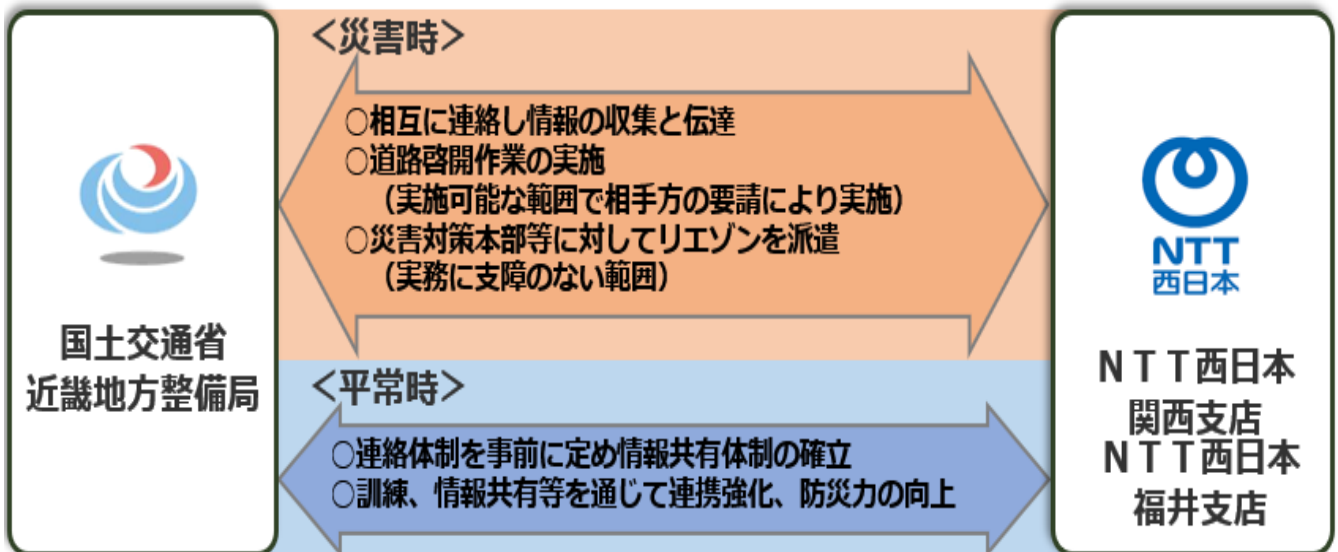 国土交通省
近畿地方整備局
＜災害時＞
○相互に連絡し情報の収集と伝達
○道路啓開作業の実施
（実施可能な範囲で相手方の要請により実施）
○災害対策本部等に対してリエゾンを派遣
（実務に支障のない範囲）
＜平常時＞
○連絡体制を事前に定め情報共有体制の確立
○訓練、情報共有等を通じて連携強化、防災力の向上
NTT
西日本
ＮＴＴ西日本
関西支店
ＮＴＴ西日本
福井支店